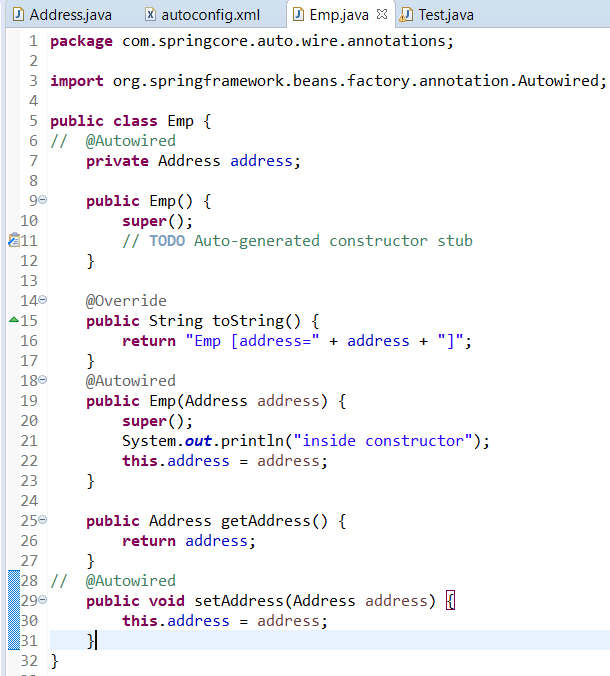 Address.java autoconfig.xml Emp.java Test.java
1 package com.springcore.auto.wire.annotations;
2
3 import org.springframework.beans.factory.annotation.Autowired;
4
5 public class Emp {
6 // @Autowired
7 private Address address;
8
9 public Emp() {
10 super();
11 // TODO Auto-generated constructor stub
12 }
13
14 @Override
15 public String toString() {
16 return "Emp [address=" + address + "]";
17 }
18 @Autowired
19 public Emp(Address address) {
20 super();
21 System.out.println("inside constructor");
22 this.address = address;
23 }
24
25 public Address getAddress() {
26 return address;
27 }
28 // @Autowired
29 public void setAddress(Address address) {
30 this.address = address;
31 }
32 }